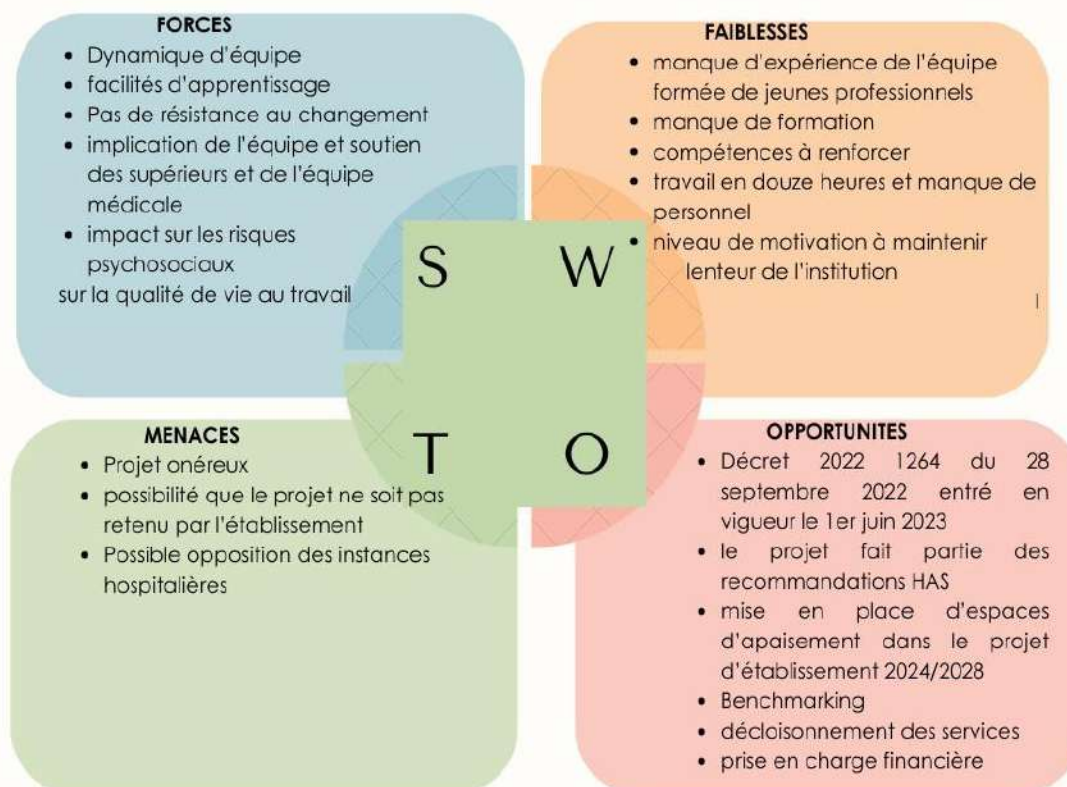 FORCES
• Dynamique d'équipe
• facilités d'apprentissage
• Pas de résistance au changement
• implication de l'équipe et soutien
des supérieurs et de l'équipe
médicale
• impact sur les risques
psychosociaux
sur la qualité de vie au travail
FAIBLESSES
• manque d'expérience de l'équipe
formée de jeunes professionnels
• manque de formation
• compétences à renforcer
• travail en douze heures et manque de
personnel
• niveau de motivation à maintenir
lenteur de l'institution
l
S
W
T
O
MENACES
• Projet onéreux
• possibilité que le projet ne soit pas
retenu par l'établissement
• Possible opposition des instances
hospitalières
OPPORTUNITES
• Décret 2022 1264 du 28
septembre 2022 entré en
vigueur le 1er juin 2023
• le projet fait partie des
recommandations HAS
• mise en place d'espaces
d'apaisement dans le projet
d'établissement 2024/2028
• Benchmarking
• décloisonnement des services
• prise en charge financière